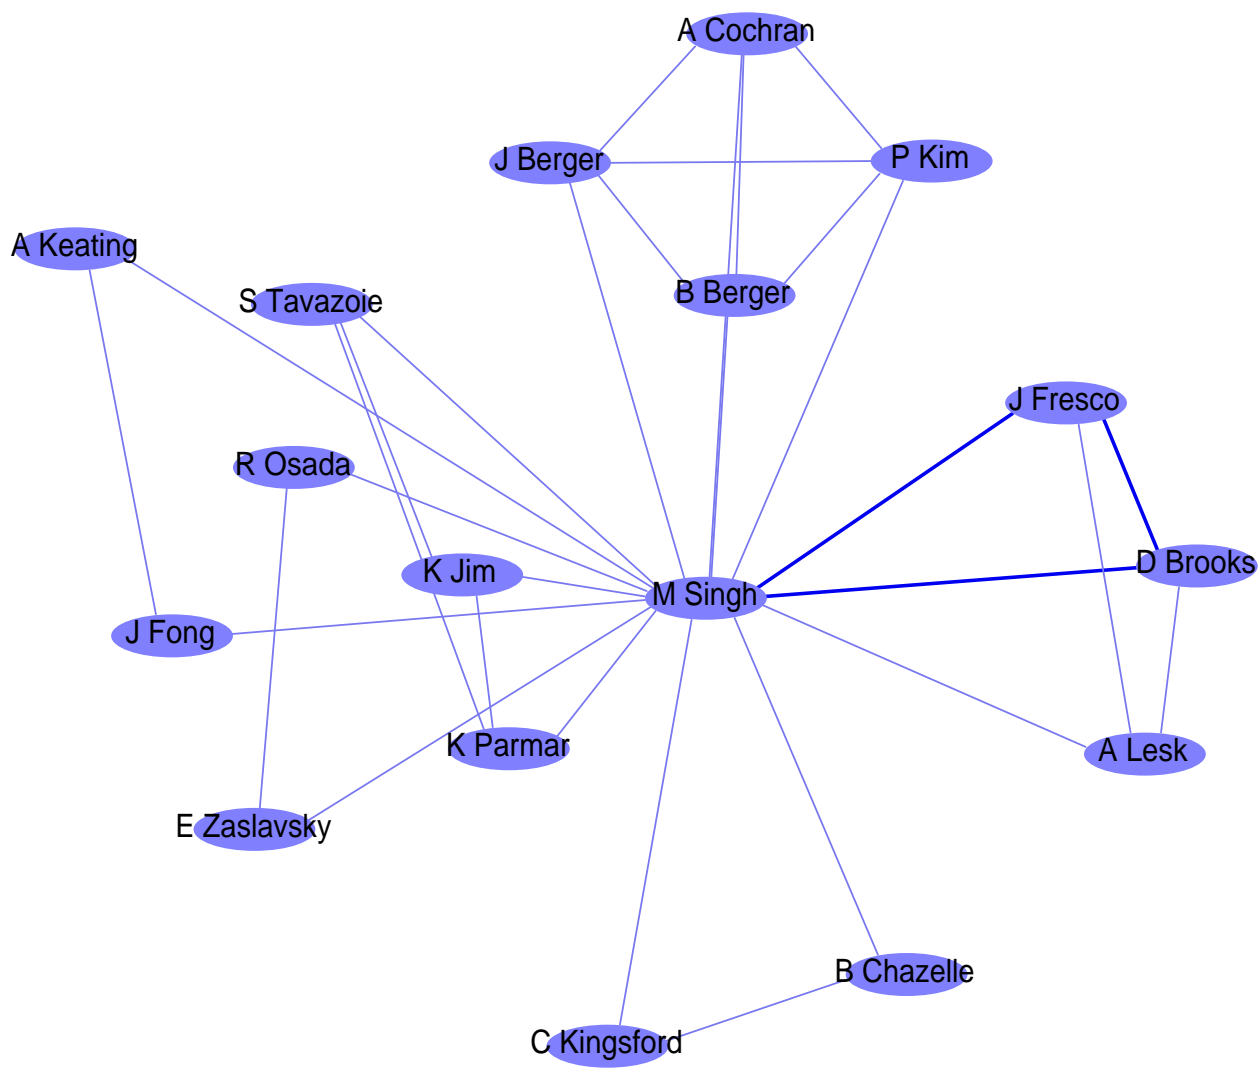 A Cochran
J Berger
P Kim
A Keating
S Tavazoie
B Berger
J Fresco
R Osada
D Brooks
K Jim
M Singh
J Fong
K Parmar
A Lesk
E Zaslavsky
B Chazelle
C Kingsford